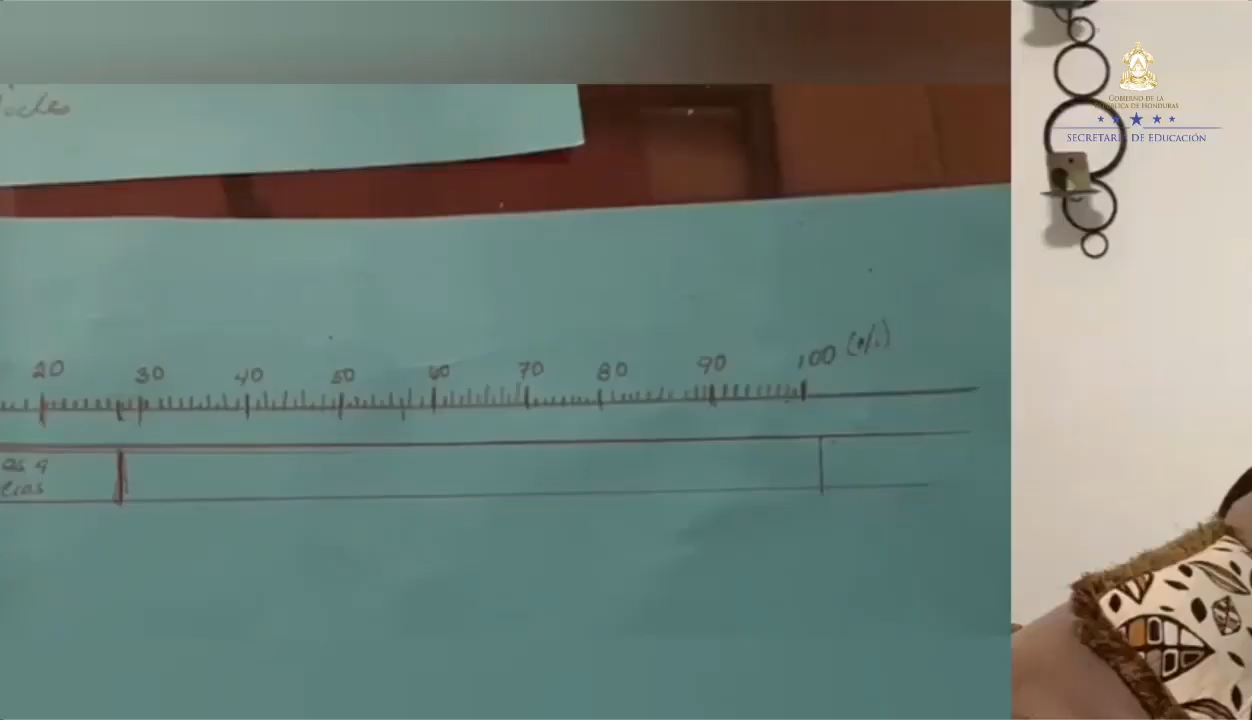 20 30 40 50 60 70 80 90 100 (%)
GOBIERNO DE LA
REPÚBLICA DE HONDURAS
SECRETARÍA DE EDUCACIÓN